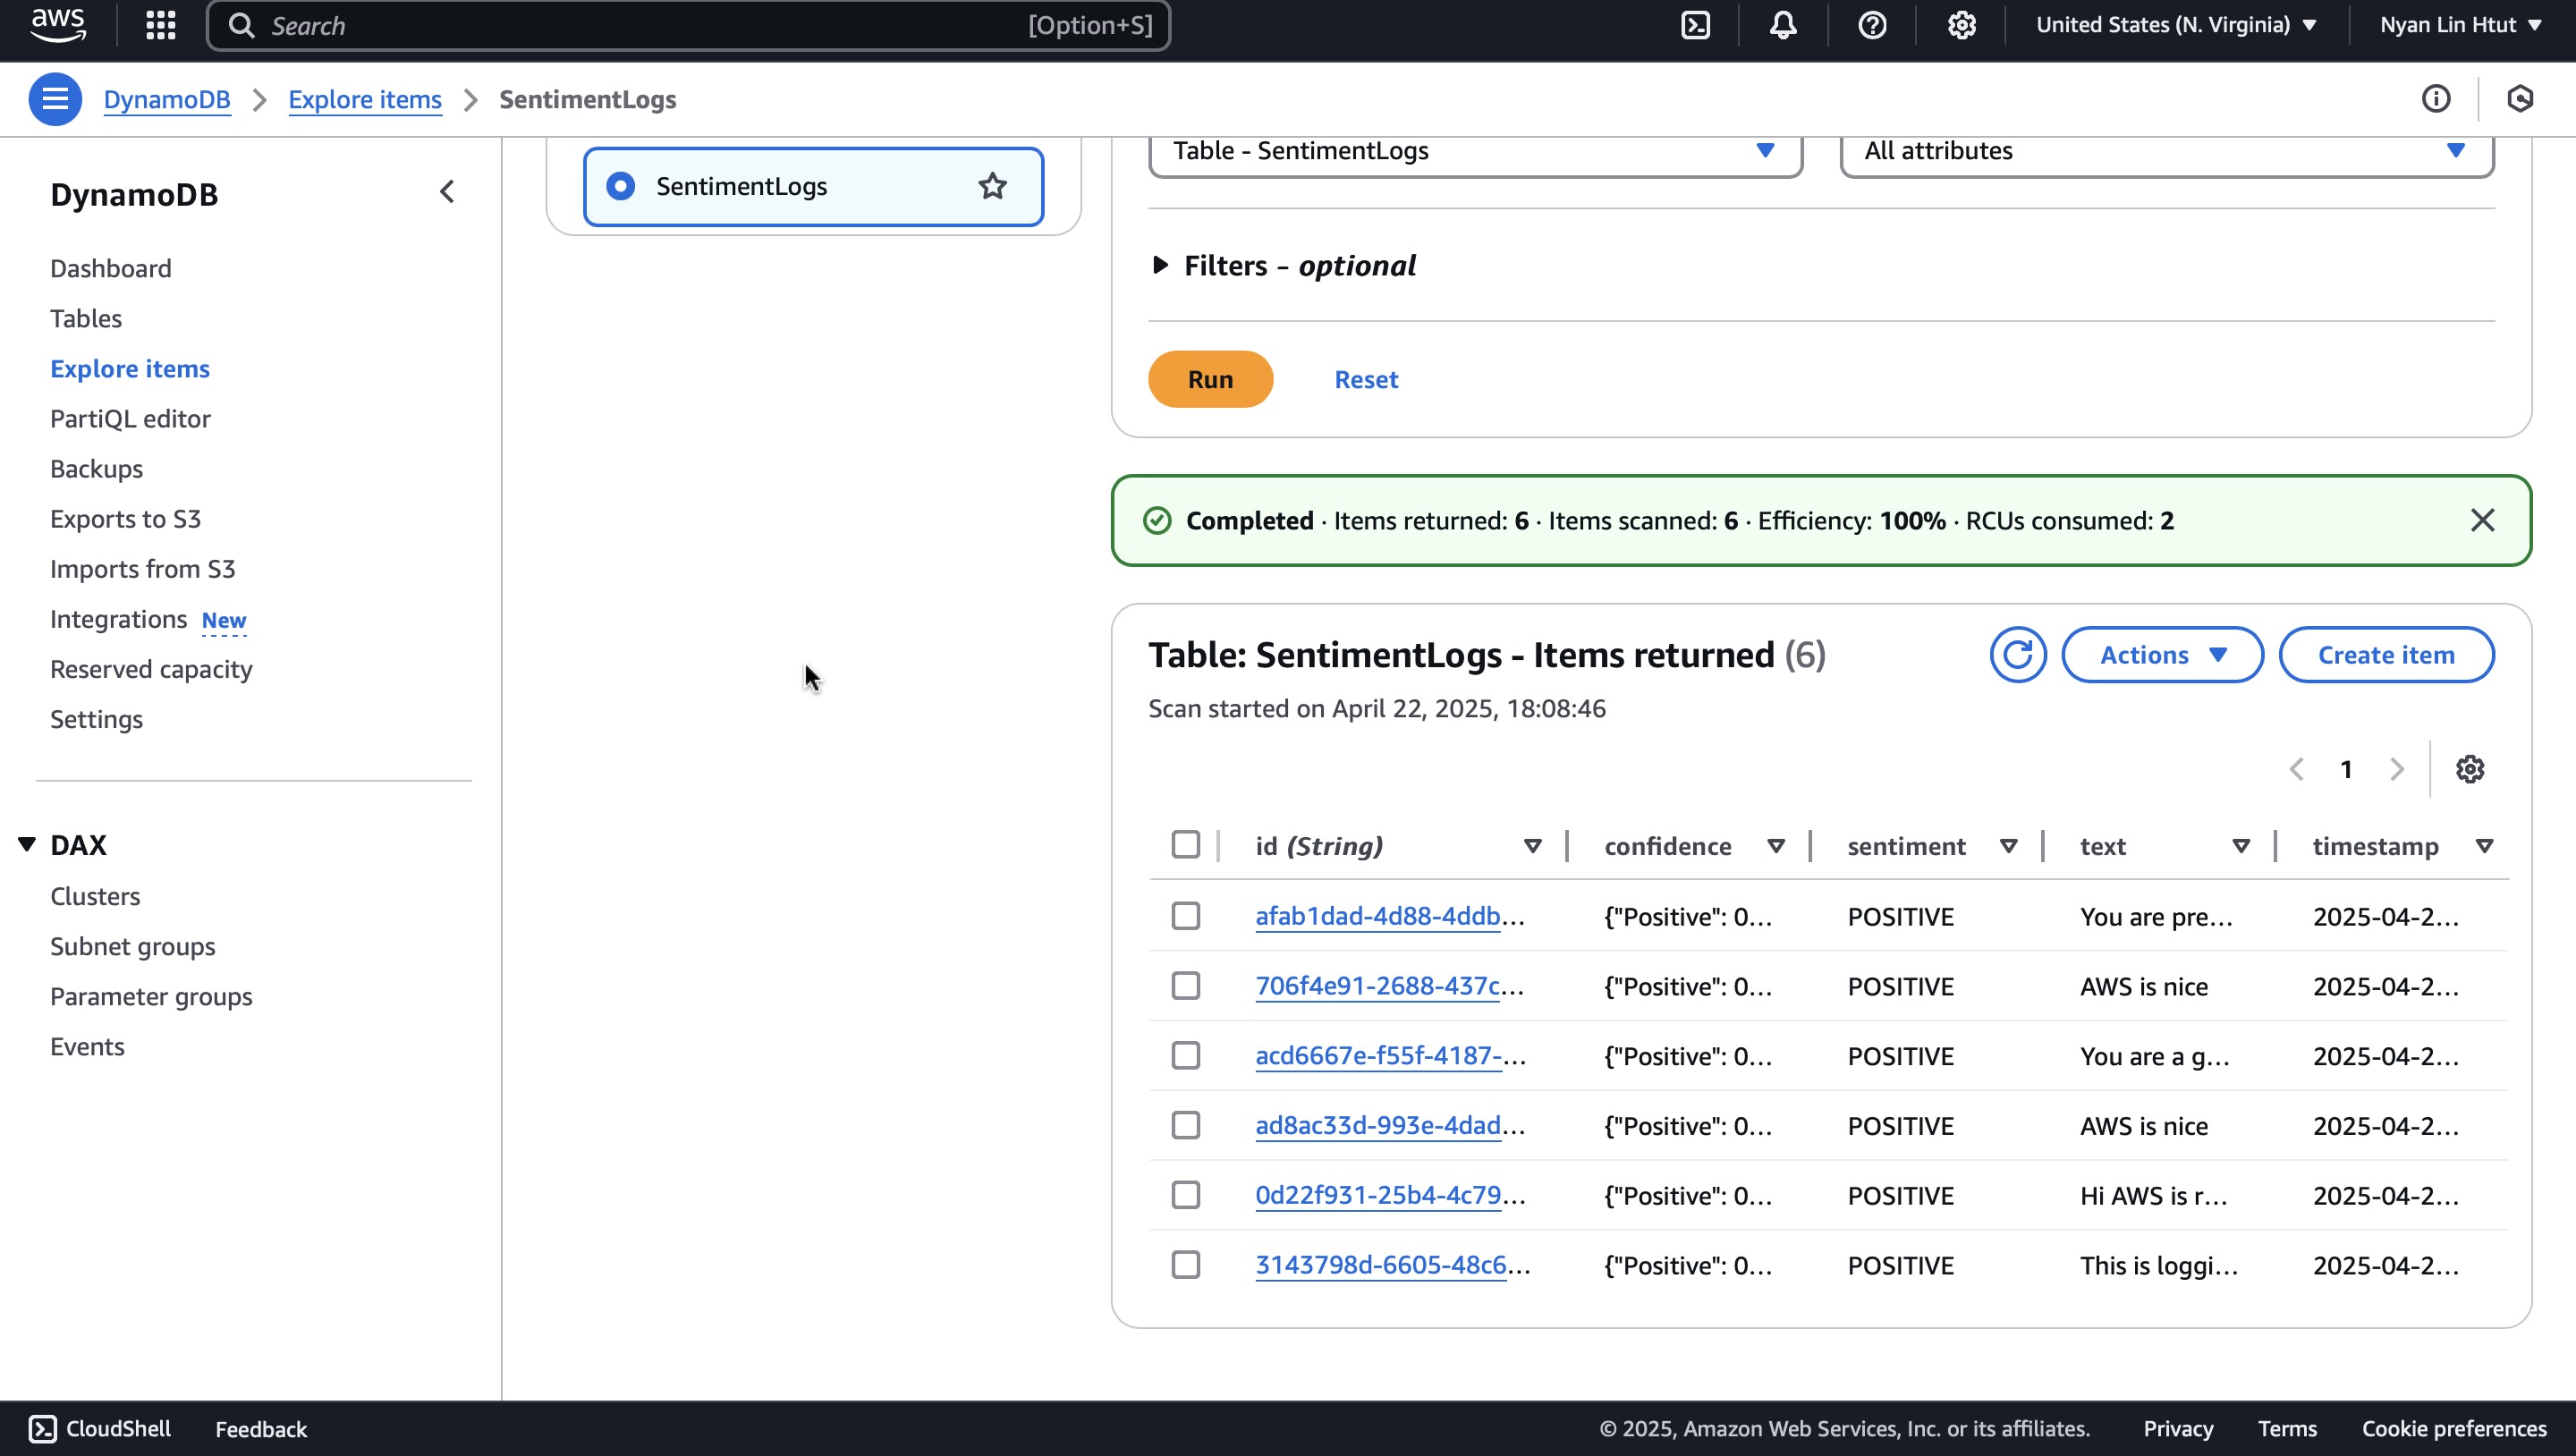 aws
Search [Option+S]
United States (N. Virginia)
Nyan Lin Htut
DynamoDB
Explore items
SentimentLogs
DynamoDB
Dashboard
Tables
Explore items
PartiQL editor
Backups
Exports to S3
Imports from S3
Integrations New
Reserved capacity
Settings
DAX
Clusters
Subnet groups
Parameter groups
Events
SentimentLogs
Table - SentimentLogs
All attributes
Filters - optional
Run Reset
Completed · Items returned: 6 · Items scanned: 6 · Efficiency: 100% · RCUs consumed: 2
Table: SentimentLogs - Items returned (6)
Actions
Create item
Scan started on April 22, 2025, 18:08:46
1
id (String) confidence sentiment text timestamp
afab1dad-4d88-4ddb... {"Positive": 0... POSITIVE You are pre... 2025-04-2...
706f4e91-2688-437c... {"Positive": 0... POSITIVE AWS is nice 2025-04-2...
acd6667e-f55f-4187-... {"Positive": 0... POSITIVE You are a g... 2025-04-2...
ad8ac33d-993e-4dad... {"Positive": 0... POSITIVE AWS is nice 2025-04-2...
0d22f931-25b4-4c79... {"Positive": 0... POSITIVE Hi AWS is r... 2025-04-2...
3143798d-6605-48c6... {"Positive": 0... POSITIVE This is loggi... 2025-04-2...
CloudShell Feedback © 2025, Amazon Web Services, Inc. or its affiliates. Privacy Terms Cookie preferences